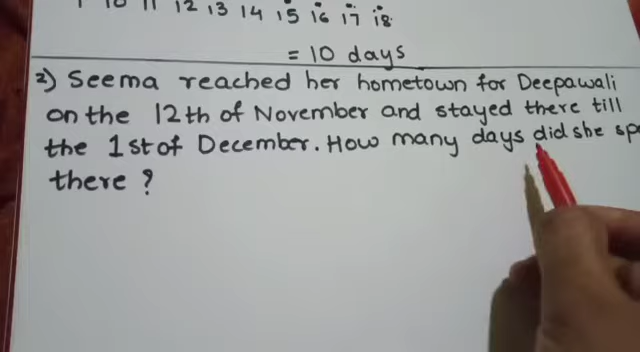 10 11 12 13 14 15 16 17 18
= 10 days
2) Seema reached her hometown for Deepawali
on the 12th of November and stayed there till
the 1st of December. How many days did she
there ?